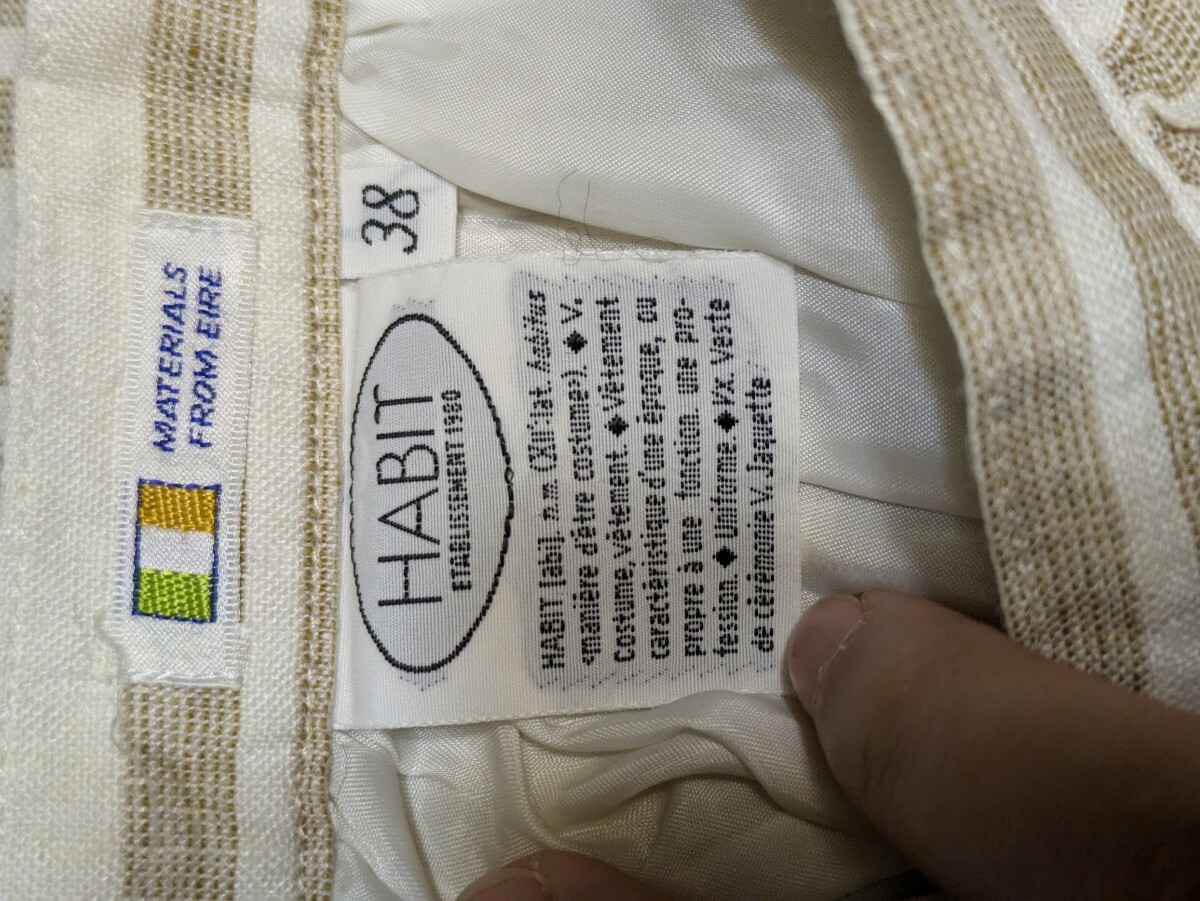 MATERIALS
FROM EIRE
38
HABIT
ETABLISSEMENT 1980
HABIT [abi]. n.m. (XIIᵉ lat. habitus
«manière d'être costume). ◆ V.
Costume, vêtement. ◆ Vêtement
caractéristique d'une époque, ou
propre à une fonction. une pro-
fession. ◆ Uniforme. ◆ VX. Veste
de cérémonie V. Jaquette